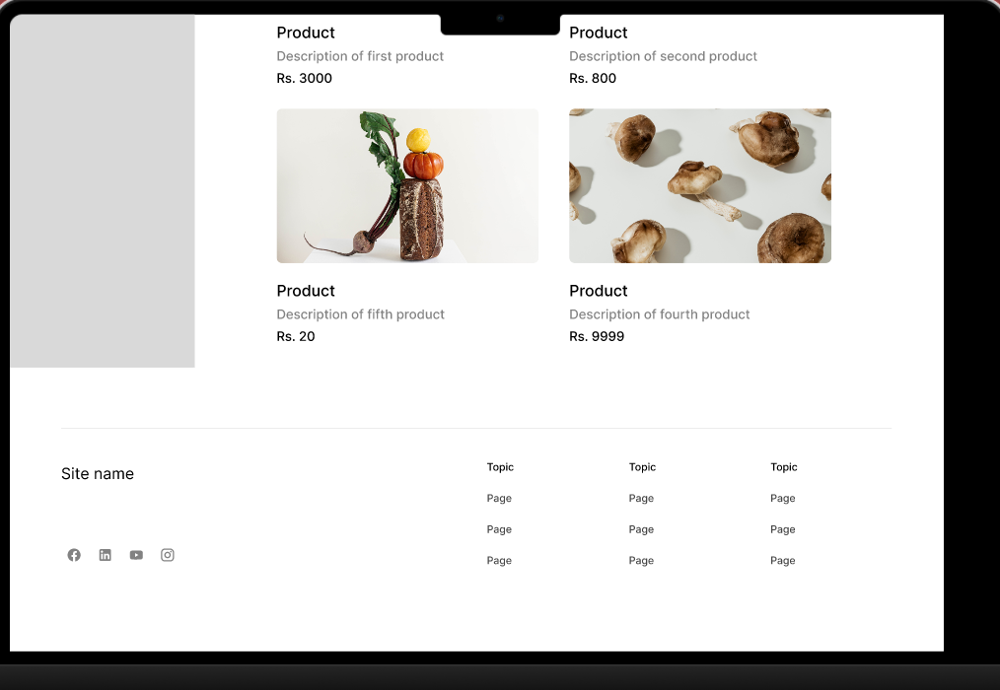 Product
Description of first product
Rs. 3000
Product
Description of second product
Rs. 800
Product
Description of fifth product
Rs. 20
Product
Description of fourth product
Rs. 9999
Site name
Topic
Page
Page
Page
Topic
Page
Page
Page
Topic
Page
Page
Page